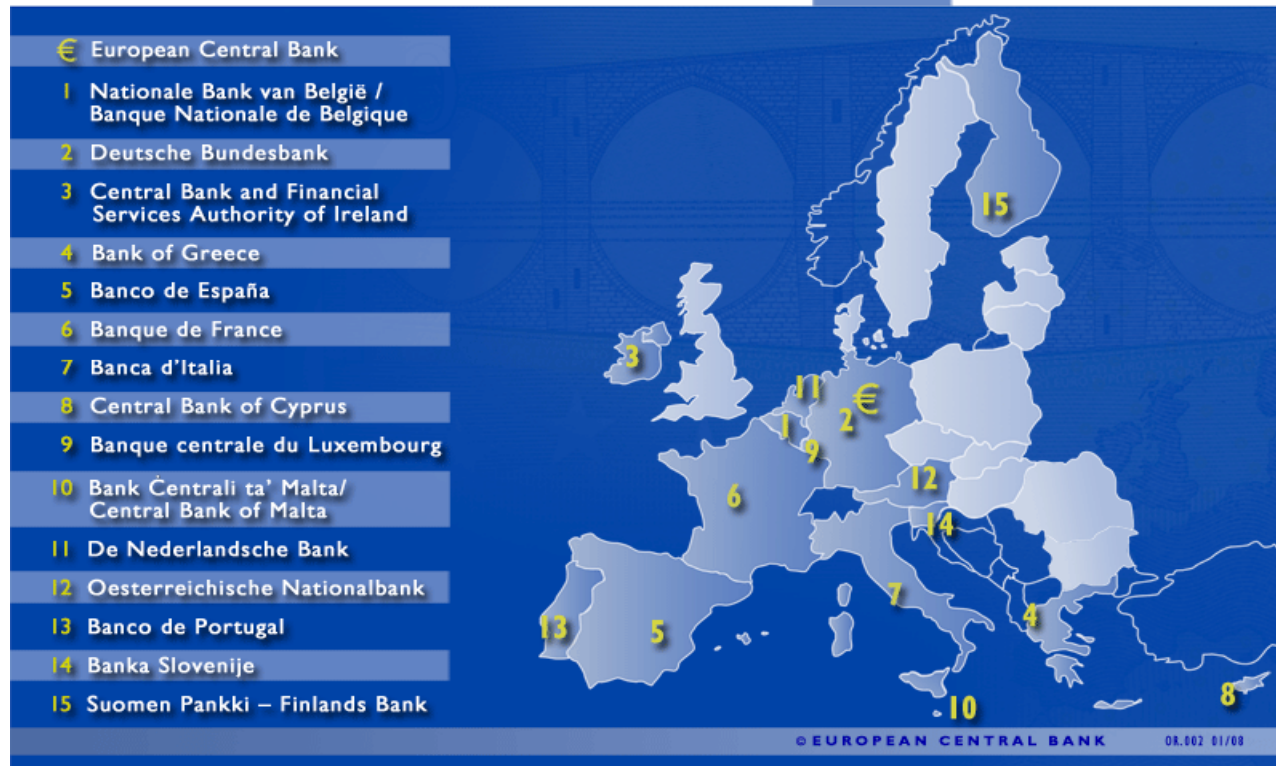 € European Central Bank
1 Nationale Bank van België /
Banque Nationale de Belgique
2 Deutsche Bundesbank
3 Central Bank and Financial
Services Authority of Ireland
4 Bank of Greece
5 Banco de España
6 Banque de France
7 Banca d'Italia
8 Central Bank of Cyprus
9 Banque centrale du Luxembourg
10 Bank Ċentrali ta' Malta/
Central Bank of Malta
11 De Nederlandsche Bank
12 Oesterreichische Nationalbank
13 Banco de Portugal
14 Banka Slovenije
15 Suomen Pankki – Finlands Bank
15
3
11
€
2
1
9
12
6
14
7
4
13
5
8
10
© EUROPEAN CENTRAL BANK OR.002 01/08